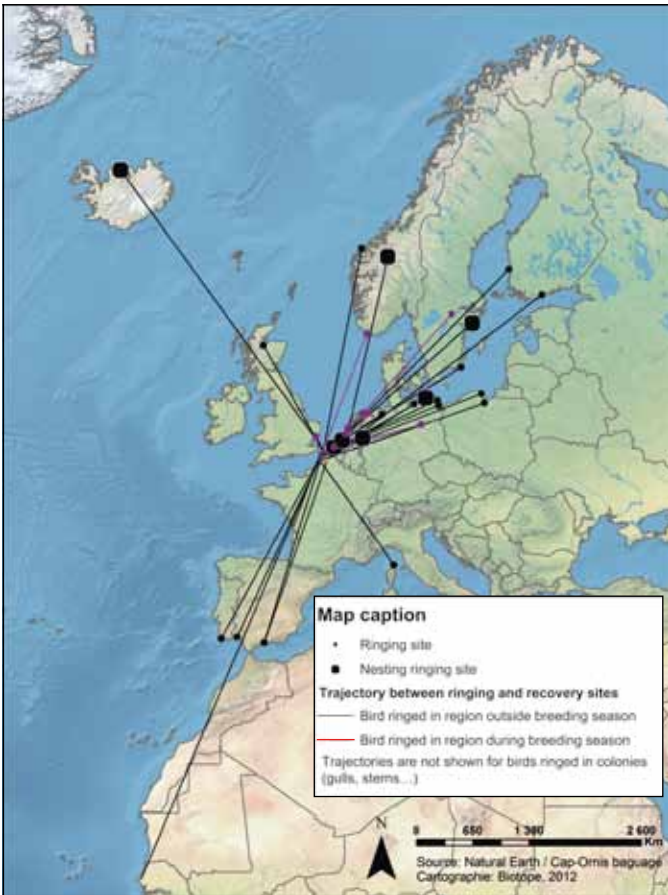 Map caption
Ringing site
Nesting ringing site
Trajectory between ringing and recovery sites
Bird ringed in region outside breeding season
Bird ringed in region during breeding season
Trajectories are not shown for birds ringed in colonies
(gulls, sterns…)
N
0 650 1 300 2 600
Km
Source: Natural Earth / Cap-Ornis baguage
Cartographie: Biotope, 2012